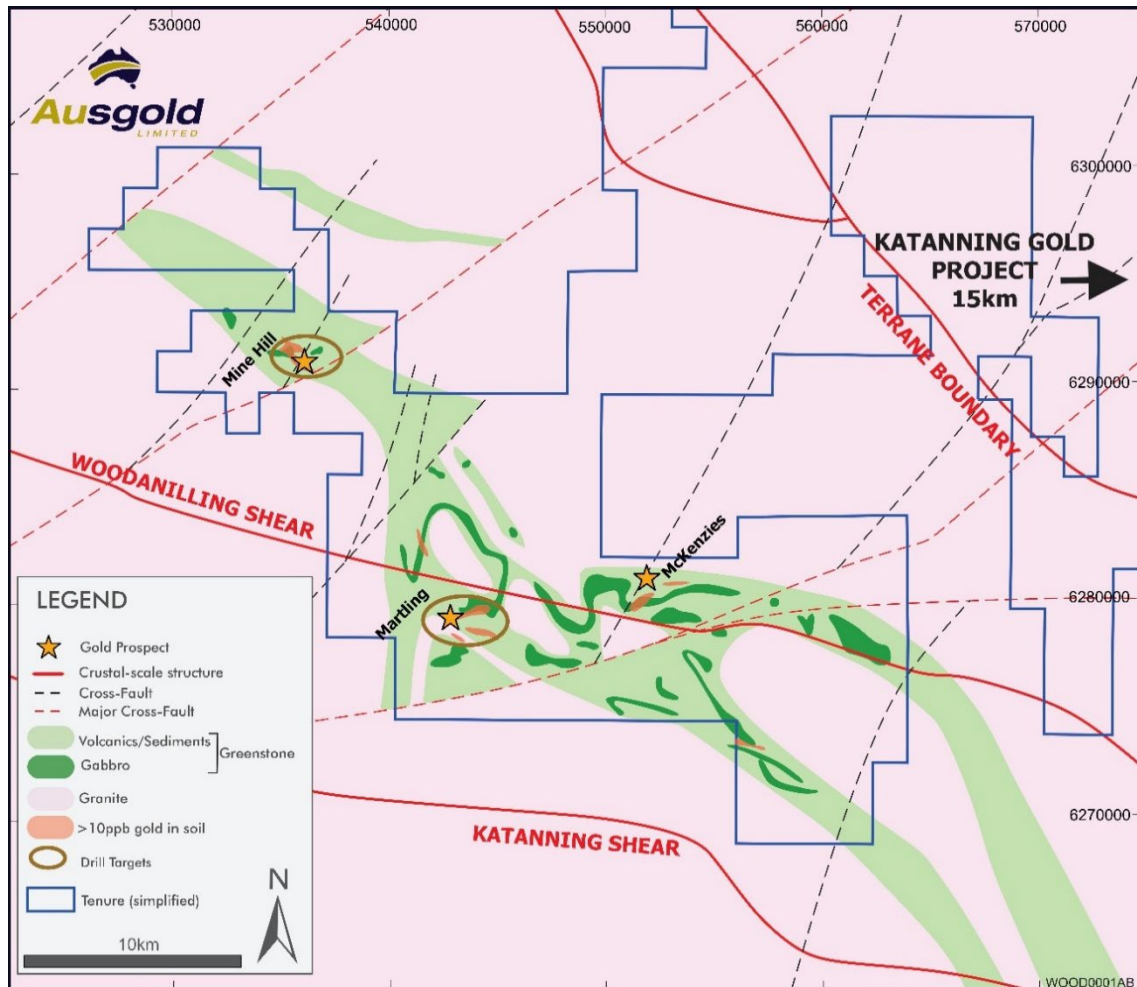 530000
540000
550000
560000
570000
Ausgold
LIMITED
6300000
KATANNING GOLD
PROJECT
15km
TERRANE BOUNDARY
Mine Hill
6290000
WOODANILLING SHEAR
McKenzies
Martling
6280000
LEGEND
Gold Prospect
Crustal-scale structure
Cross-Fault
Major Cross-Fault
Volcanics/Sediments
Greenstone
Gabbro
Granite
>10ppb gold in soil
Drill Targets
Tenure (simplified)
N
10km
6270000
KATANNING SHEAR
WOOD0001AB